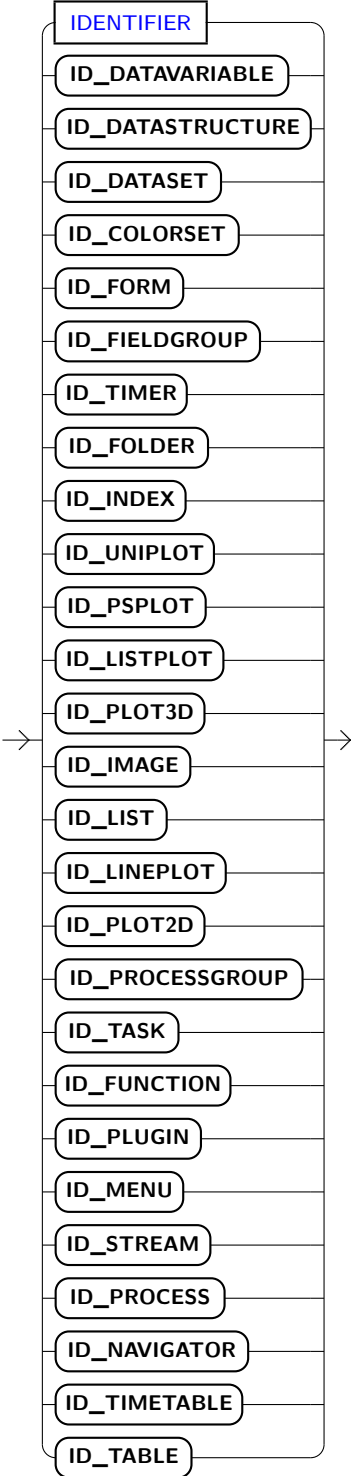 IDENTIFIER
ID_DATAVARIABLE
ID_DATASTRUCTURE
ID_DATASET
ID_COLORSET
ID_FORM
ID_FIELDGROUP
ID_TIMER
ID_FOLDER
ID_INDEX
ID_UNIPLOT
ID_PSPLOT
ID_LISTPLOT
ID_PLOT3D
ID_IMAGE
ID_LIST
ID_LINEPLOT
ID_PLOT2D
ID_PROCESSGROUP
ID_TASK
ID_FUNCTION
ID_PLUGIN
ID_MENU
ID_STREAM
ID_PROCESS
ID_NAVIGATOR
ID_TIMETABLE
ID_TABLE